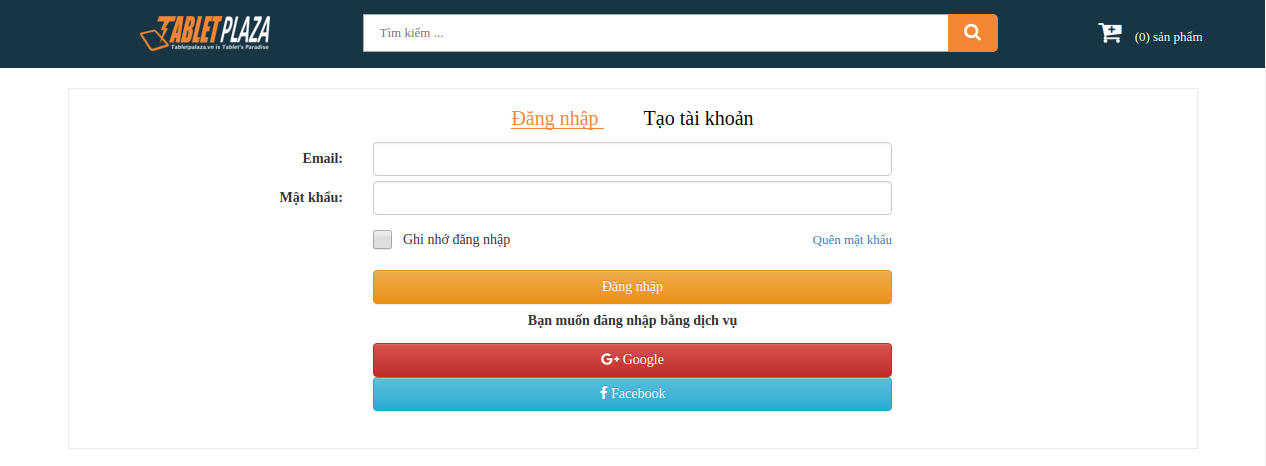 TABLETPLAZA
Tabletpalaza.vn is Tablet's Paradise
Tìm kiếm ...
(0) sản phẩm
Đăng nhập Tạo tài khoản
Email:
Mật khẩu:
Ghi nhớ đăng nhập Quên mật khẩu
Đăng nhập
Bạn muốn đăng nhập bằng dịch vụ
G+ Google
f Facebook